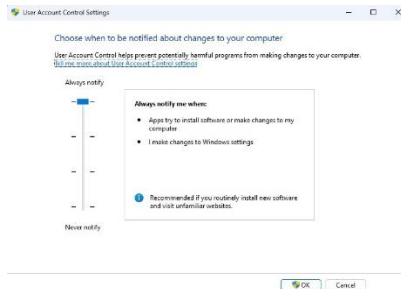 User Account Control Settings
Choose when to be notified about changes to your computer
User Account Control helps prevent potentially harmful programs from making changes to your computer.
Tell me more about User Account Control settings
Always notify
Always notify me when:
Apps try to install software or make changes to my
computer
I make changes to Windows settings
Recommended if you routinely install new software
and visit unfamiliar websites.
Never notify
OK
Cancel